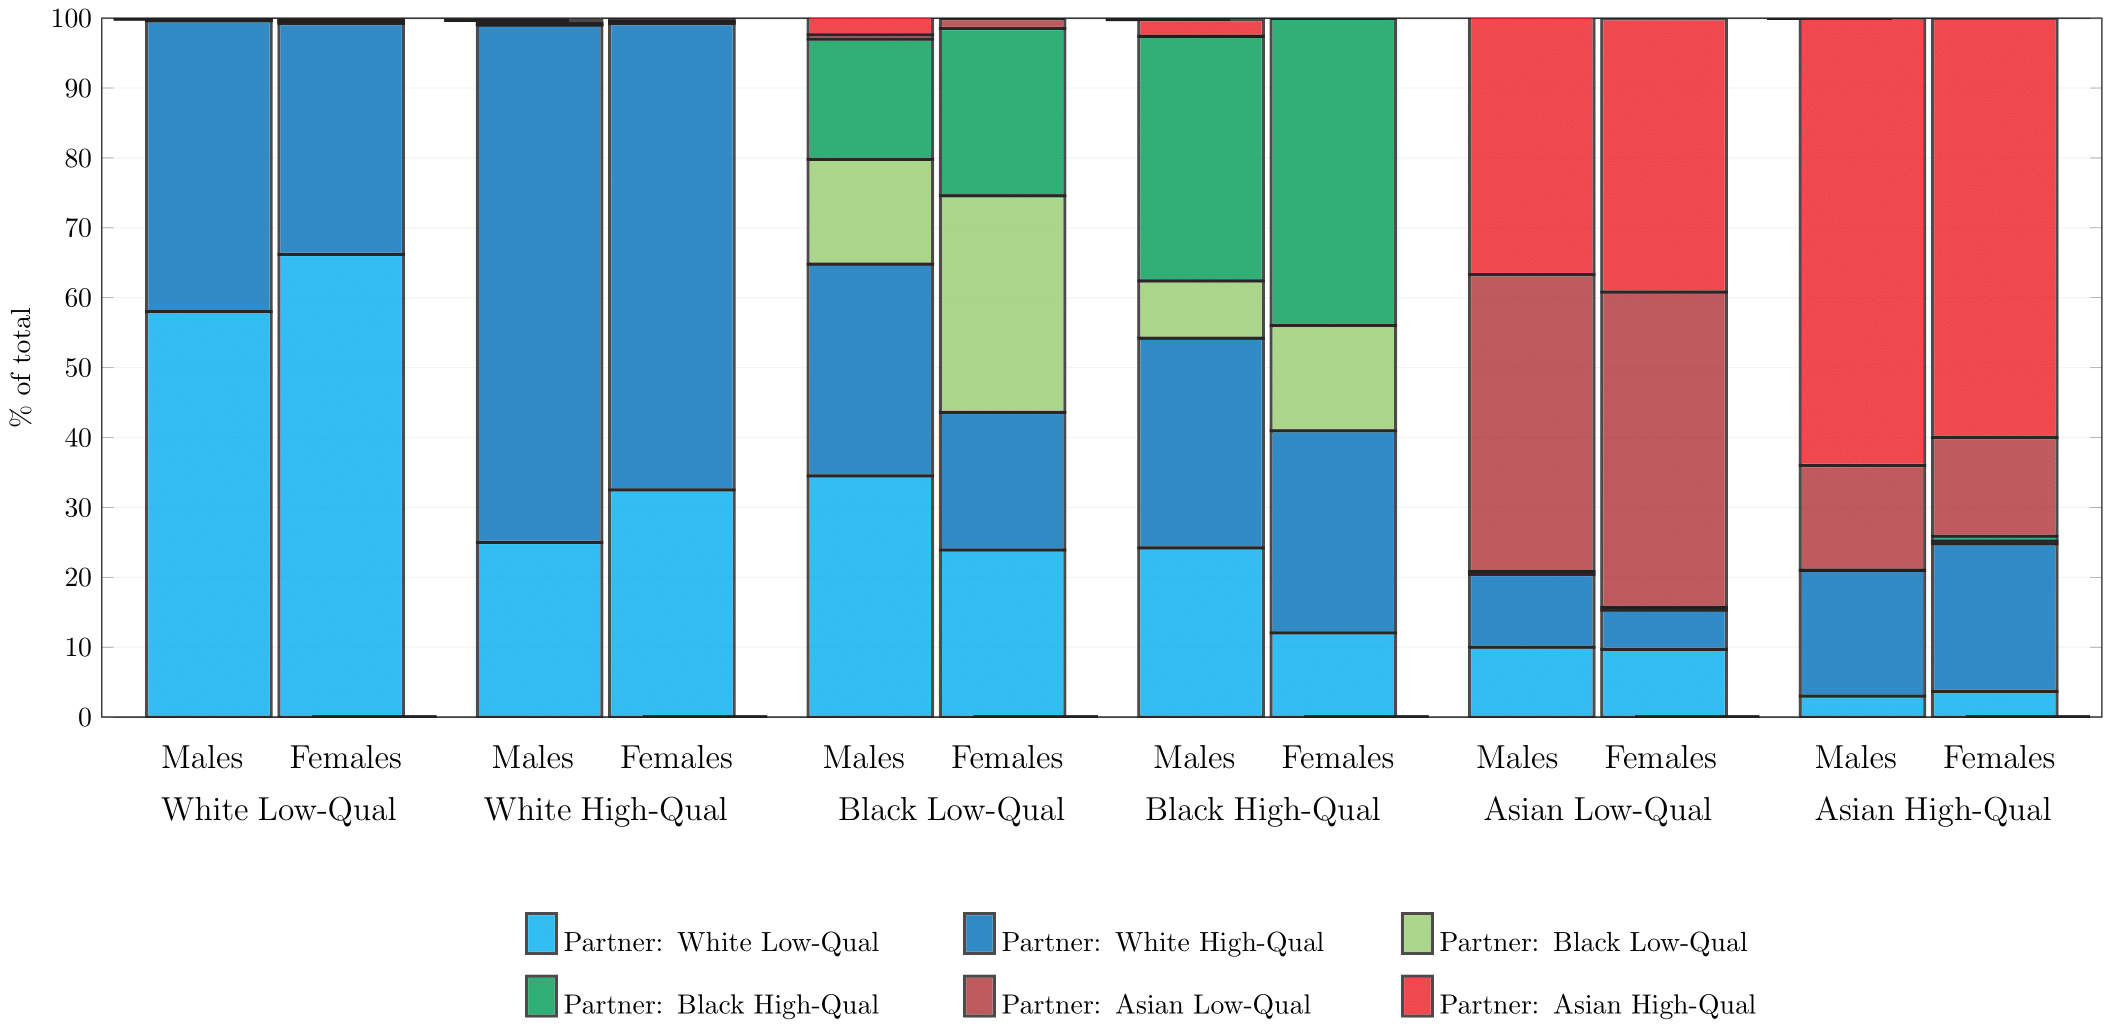 100
90
80
70
60
50
40
30
20
10
0
% of total
Males Females Males Females Males Females Males Females Males Females Males Females
White Low-Qual White High-Qual Black Low-Qual Black High-Qual Asian Low-Qual Asian High-Qual
Partner: White Low-Qual Partner: White High-Qual Partner: Black Low-Qual
Partner: Black High-Qual Partner: Asian Low-Qual Partner: Asian High-Qual